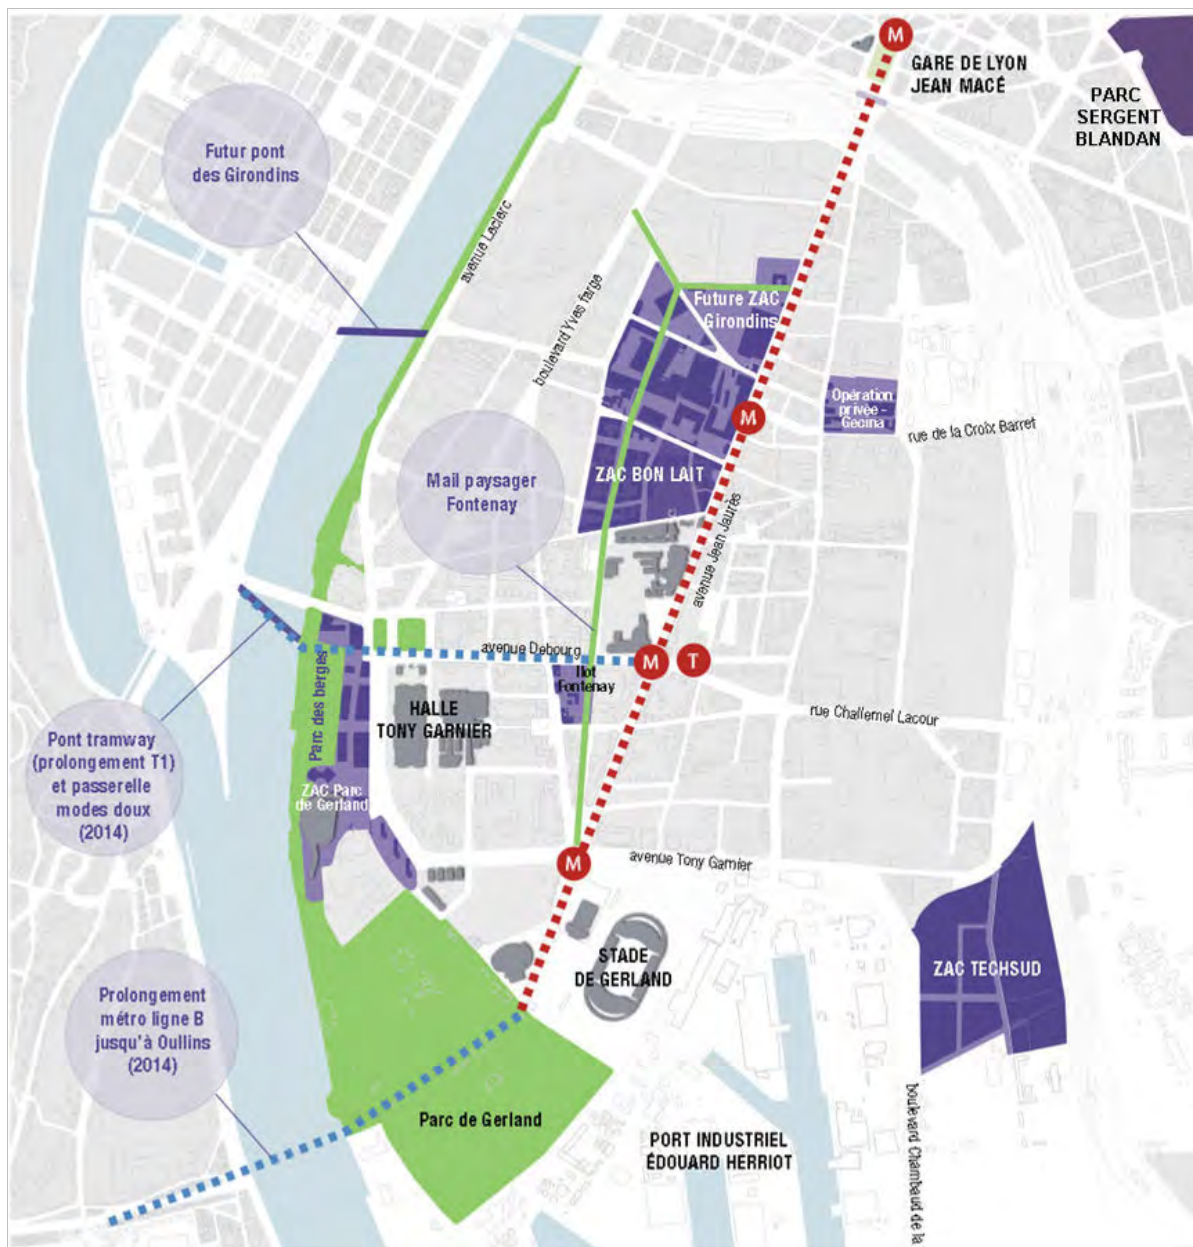 M
GARE DE LYON
JEAN MACÉ
PARC
SERGENT
BLANDAN
Futur pont
des Girondins
avenue Leclerc
boulevard Yves farge
Future ZAC
Girondins
Opération
privée -
Gecina
M
rue de la Croix Barret
Mail paysager
Fontenay
ZAC BON LAIT
avenue Jean Jaurès
avenue Debourg
M
T
Ilot
Fontenay
Parc des berges
HALLE
TONY GARNIER
rue Challemel Lacour
Pont tramway
(prolongement T1)
et passerelle
modes doux
(2014)
ZAC Parc
de Gerland
M
avenue Tony Garnier
STADE
DE GERLAND
ZAC TECHSUD
Prolongement
métro ligne B
jusqu'à Oullins
(2014)
Parc de Gerland
PORT INDUSTRIEL
ÉDOUARD HERRIOT
boulevard Chambaud de la